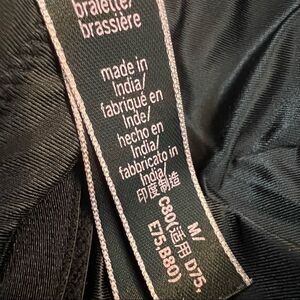 bralette/
brassière
made in
India/
fabriqué en
Inde/
hecho en
India/
fabbricato in
India/
印度制造
M/
C80(适用 D75,
E75,B80)